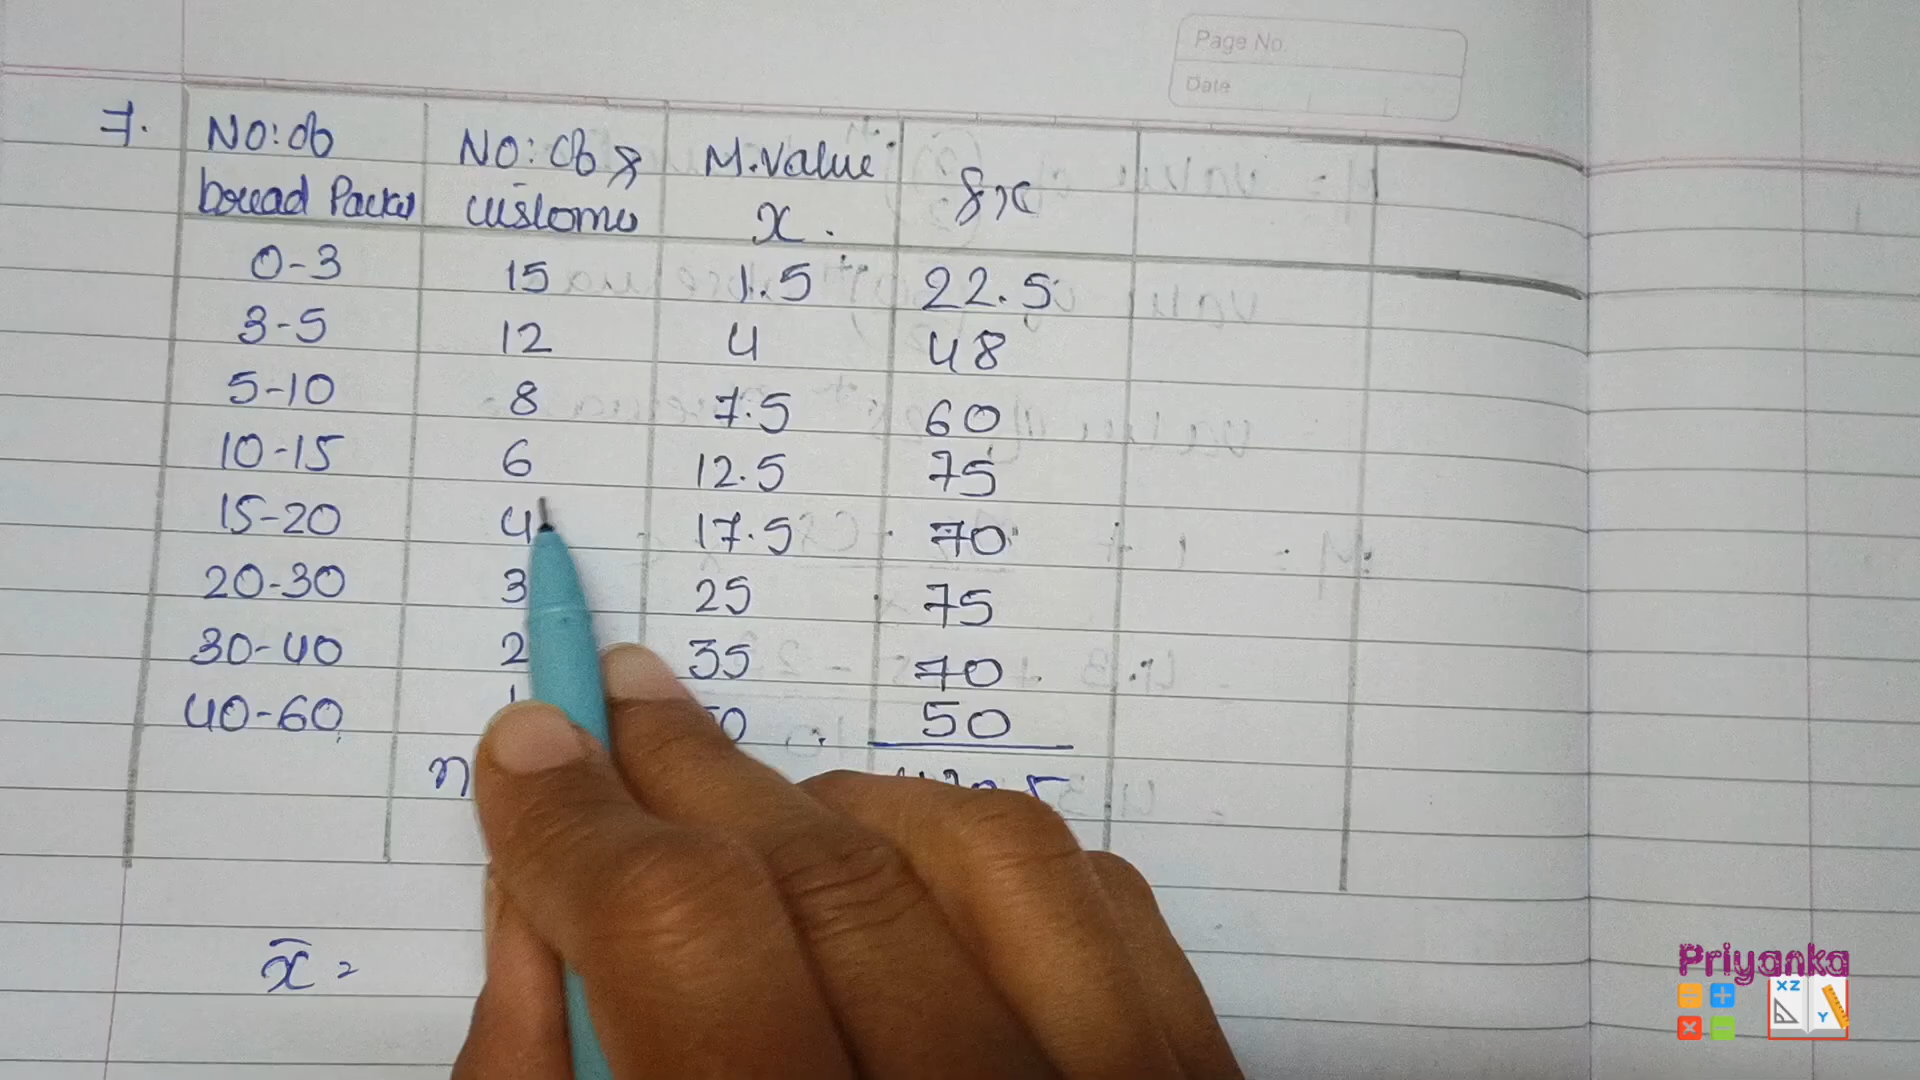 Page No.
Date
7.
No: of bread Packs
No: of customer f
M.value x.
fx
0-3 15 1.5 22.5
3-5 12 4 48
5-10 8 7.5 60
10-15 6 12.5 75
15-20 4 17.5 70
20-30 3 25 75
30-40 2 35 70
40-60 50
n
x̄ =
Priyanka
XZ
Y